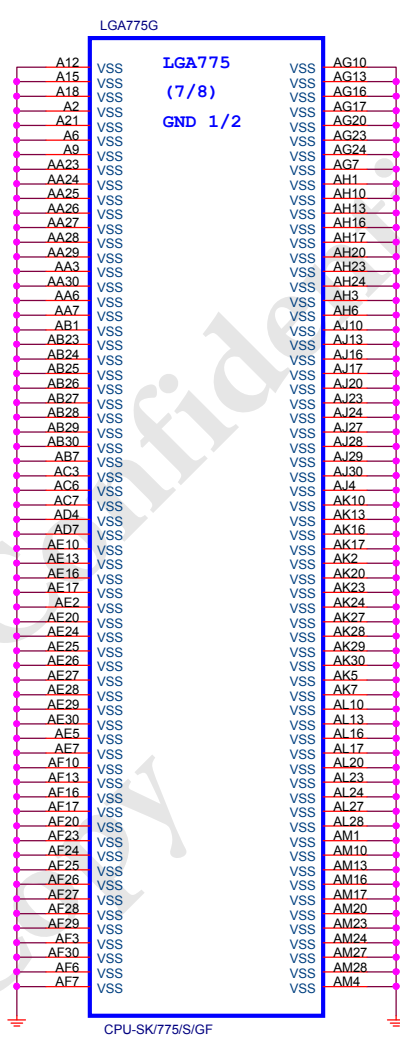 LGA775G
A12 VSS LGA775 VSS AG10
A15 VSS VSS AG13
A18 VSS (7/8) VSS AG16
A2 VSS VSS AG17
A21 VSS GND 1/2 VSS AG20
A6 VSS VSS AG23
A9 VSS VSS AG24
AA23 VSS VSS AG7
AA24 VSS VSS AH1
AA25 VSS VSS AH10
AA26 VSS VSS AH13
AA27 VSS VSS AH16
AA28 VSS VSS AH17
AA29 VSS VSS AH20
AA3 VSS VSS AH23
AA30 VSS VSS AH24
AA6 VSS VSS AH3
AA7 VSS VSS AH6
AB1 VSS VSS AJ10
AB23 VSS VSS AJ13
AB24 VSS VSS AJ16
AB25 VSS VSS AJ17
AB26 VSS VSS AJ20
AB27 VSS VSS AJ23
AB28 VSS VSS AJ24
AB29 VSS VSS AJ27
AB30 VSS VSS AJ28
AB7 VSS VSS AJ29
AC3 VSS VSS AJ30
AC6 VSS VSS AJ4
AC7 VSS VSS AK10
AD4 VSS VSS AK13
AD7 VSS VSS AK16
AE10 VSS VSS AK17
AE13 VSS VSS AK2
AE16 VSS VSS AK20
AE17 VSS VSS AK23
AE2 VSS VSS AK24
AE20 VSS VSS AK27
AE24 VSS VSS AK28
AE25 VSS VSS AK29
AE26 VSS VSS AK30
AE27 VSS VSS AK5
AE28 VSS VSS AK7
AE29 VSS VSS AL10
AE30 VSS VSS AL13
AE5 VSS VSS AL16
AE7 VSS VSS AL17
AF10 VSS VSS AL20
AF13 VSS VSS AL23
AF16 VSS VSS AL24
AF17 VSS VSS AL27
AF20 VSS VSS AL28
AF23 VSS VSS AM1
AF24 VSS VSS AM10
AF25 VSS VSS AM13
AF26 VSS VSS AM16
AF27 VSS VSS AM17
AF28 VSS VSS AM20
AF29 VSS VSS AM23
AF3 VSS VSS AM24
AF30 VSS VSS AM27
AF6 VSS VSS AM28
AF7 VSS VSS AM4
CPU-SK/775/S/GF